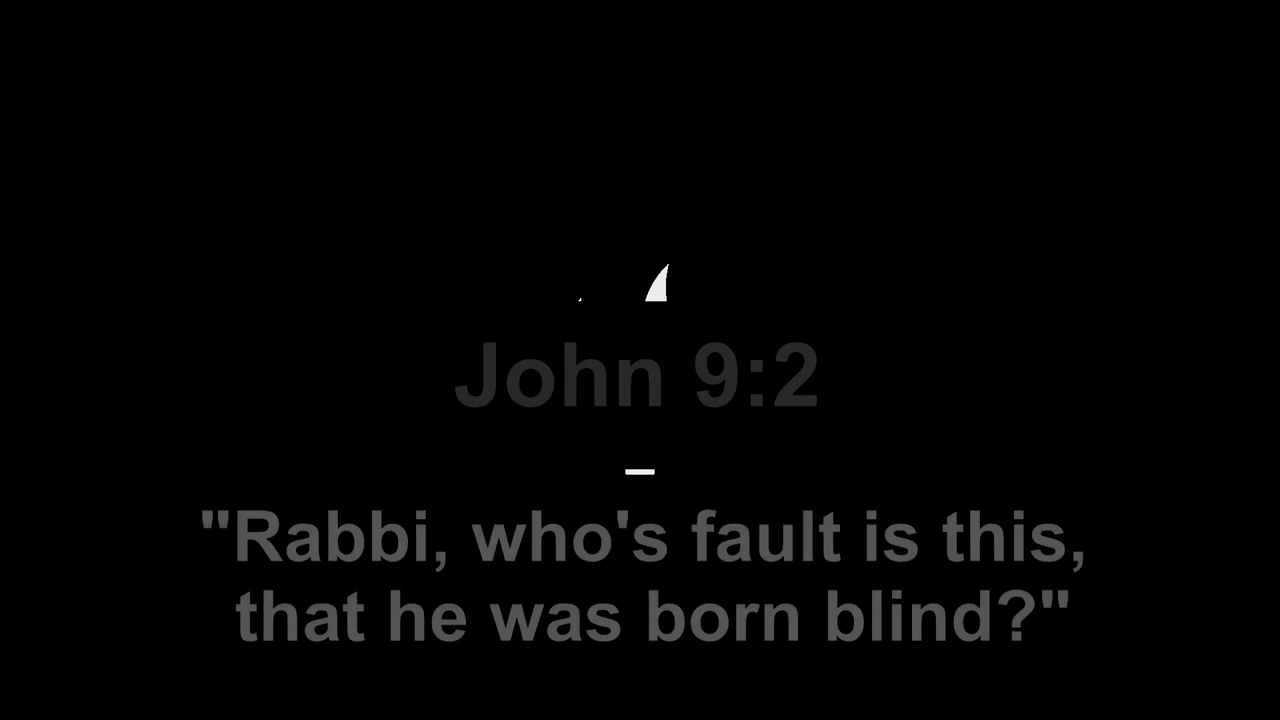 John 9:2
"Rabbi, who's fault is this,
that he was born blind?"